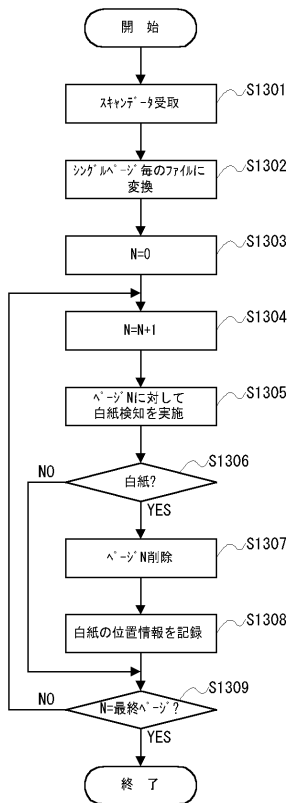 開 始
ｽｷｬﾝﾃﾞｰﾀ受取
S1301
ｼﾝｸﾞﾙﾍﾟｰｼﾞ毎のﾌｧｲﾙに
変換
S1302
N=0
S1303
N=N+1
S1304
ﾍﾟｰｼﾞNに対して
白紙検知を実施
S1305
白紙?
S1306
NO
YES
ﾍﾟｰｼﾞN削除
S1307
白紙の位置情報を記録
S1308
N=最終ﾍﾟｰｼﾞ?
S1309
NO
YES
終 了